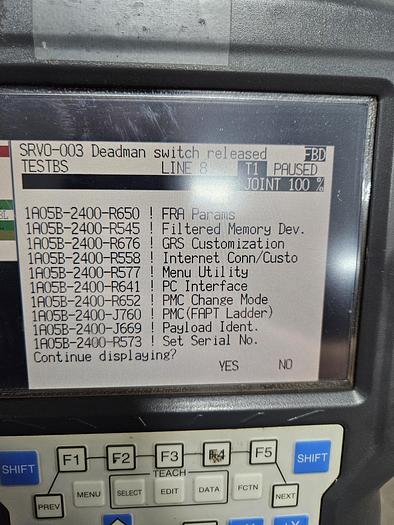 SRVO-003 Deadman switch released FBD
TESTBS LINE 8 T1 PAUSED
JOINT 100 %
1A05B-2400-R650 ! FRA Params
1A05B-2400-R545 ! Filtered Memory Dev.
1A05B-2400-R676 ! GRS Customization
1A05B-2400-R558 ! Internet Conn/Custo
1A05B-2400-R577 ! Menu Utility
1A05B-2400-R641 ! PC Interface
1A05B-2400-R652 ! PMC Change Mode
1A05B-2400-J760 ! PMC(FAPT Ladder)
1A05B-2400-J669 ! Payload Ident.
1A05B-2400-R573 ! Set Serial No.
Continue displaying?
YES NO
SHIFT F1 F2 F3 F4 F5 SHIFT
TEACH
PREV MENU SELECT EDIT DATA FCTN NEXT